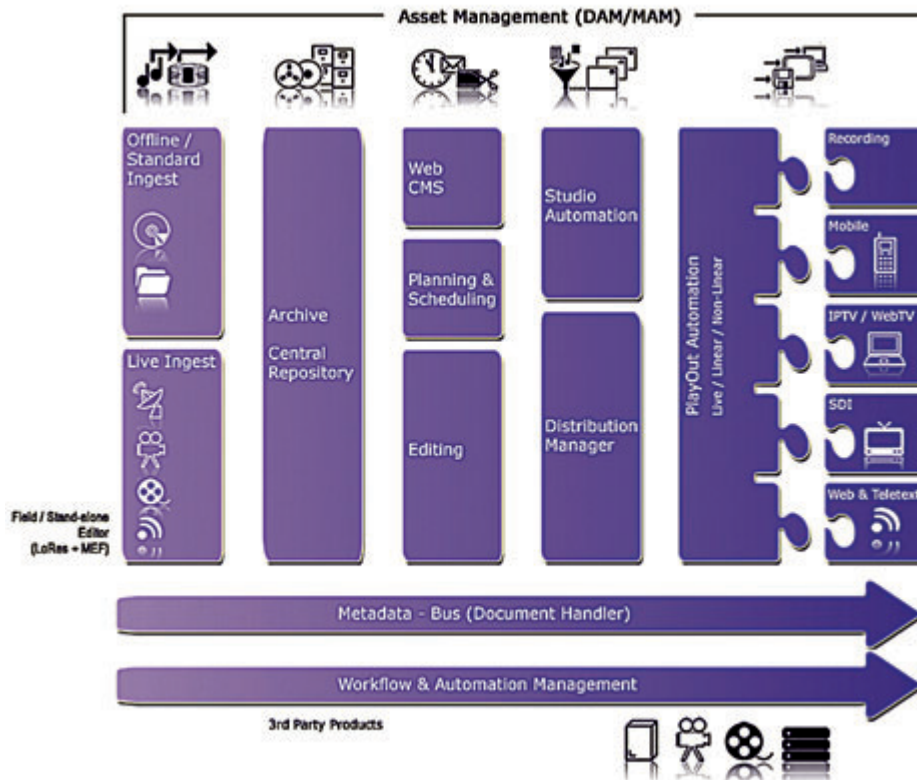 Asset Management (DAM/MAM)
Offline /
Standard
Ingest
Live Ingest
Archive
Central
Repository
Web
CMS
Planning &
Scheduling
Editing
Studio
Automation
Distribution
Manager
PlayOut Automation
Live / Linear / Non-Linear
Recording
Mobile
IPTV / WebTV
SDI
Web & Teletext
Field / Stand-alone
Editor
(LoRes + MEF)
Metadata - Bus (Document Handler)
Workflow & Automation Management
3rd Party Products